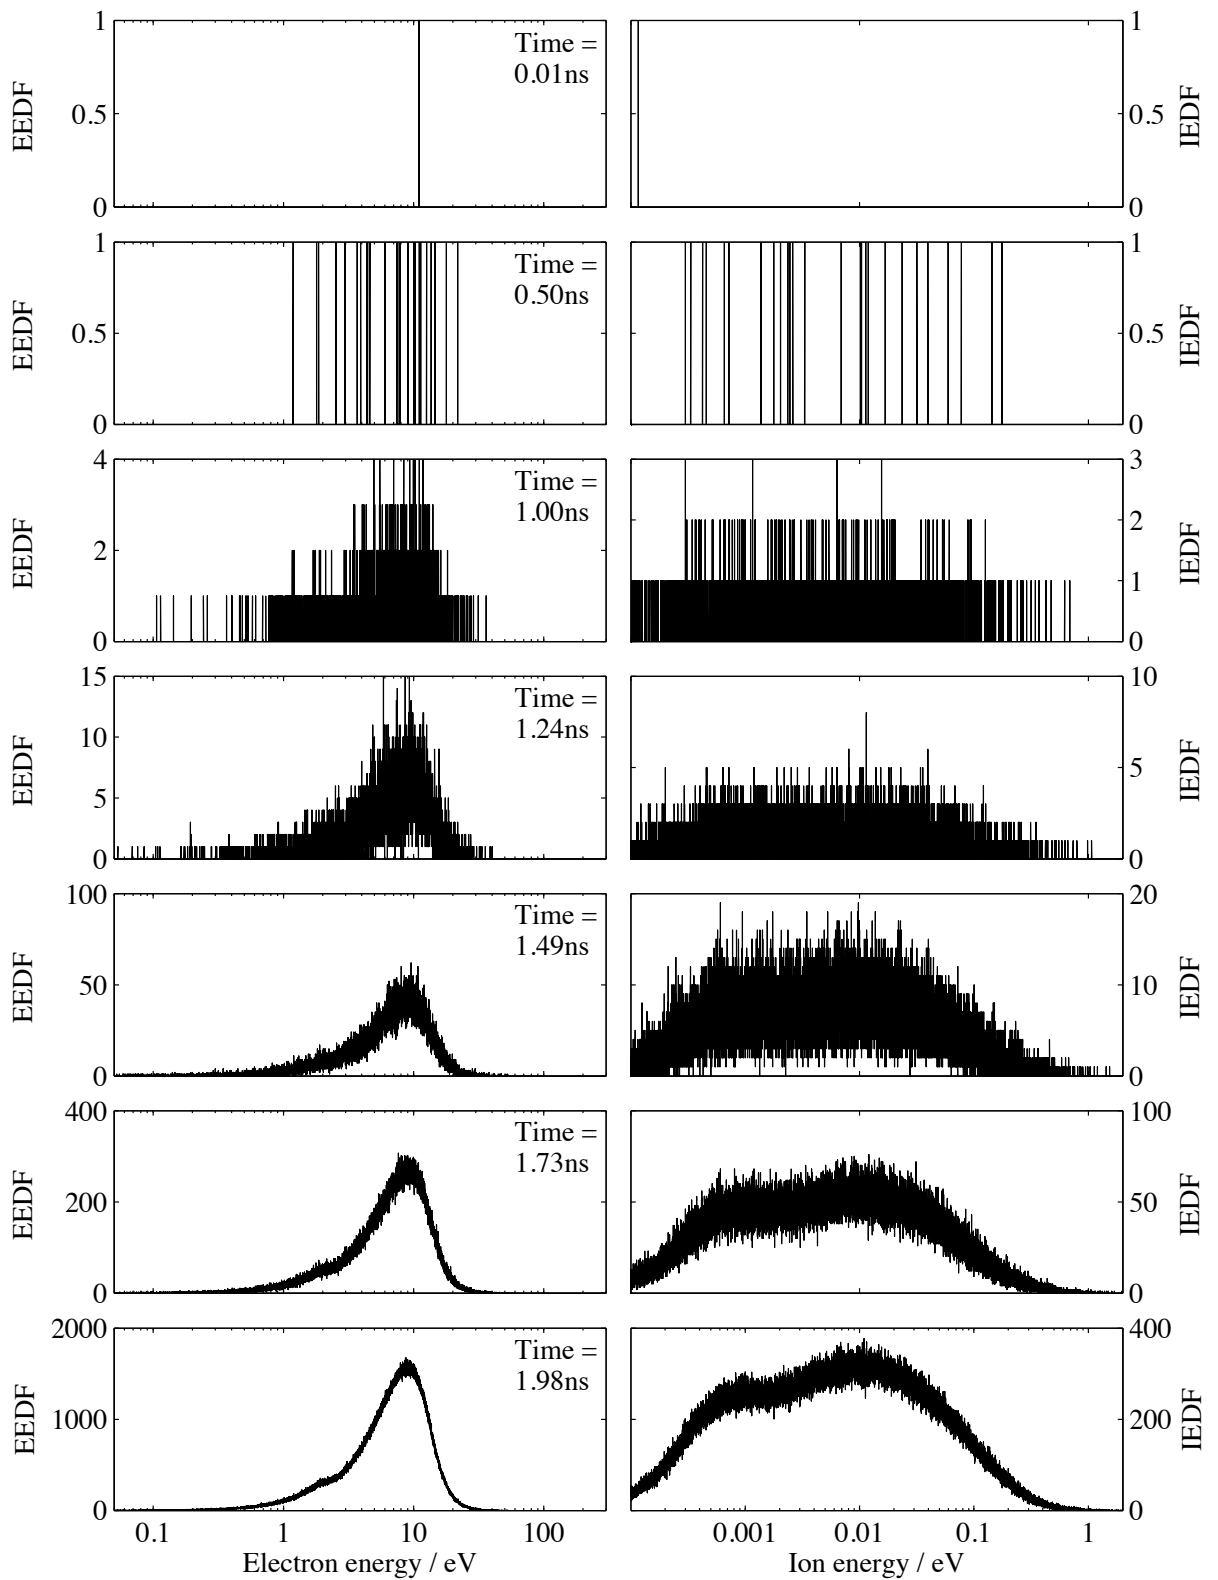 1
0.5
0
EEDF
Time =
0.01ns
1
0.5
0
IEDF
1
0.5
0
EEDF
Time =
0.50ns
1
0.5
0
IEDF
4
2
0
EEDF
Time =
1.00ns
3
2
1
0
IEDF
15
10
5
0
EEDF
Time =
1.24ns
10
5
0
IEDF
100
50
0
EEDF
Time =
1.49ns
20
10
0
IEDF
400
200
0
EEDF
Time =
1.73ns
100
50
0
IEDF
2000
1000
0
EEDF
Time =
1.98ns
400
200
0
IEDF
0.1 1 10 100
Electron energy / eV
0.001 0.01 0.1 1
Ion energy / eV